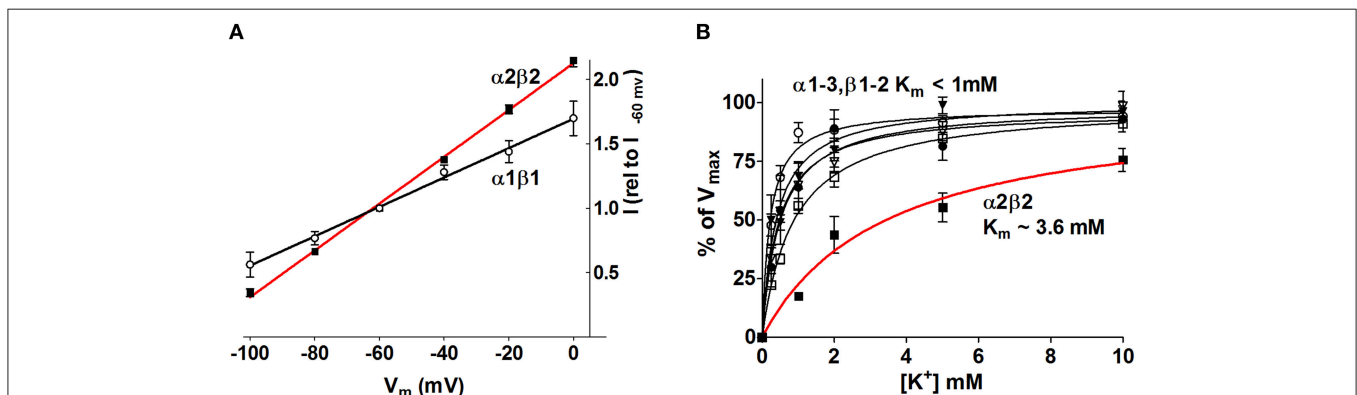 A
α2β2
α1β1
2.0
1.5
1.0
0.5
I (rel to I -60 mv)
-100 -80 -60 -40 -20 0
Vm (mV)
B
α1-3,β1-2 Km < 1mM
100
75
50
25
0
% of Vmax
α2β2
Km ~ 3.6 mM
0 2 4 6 8 10
[K+] mM